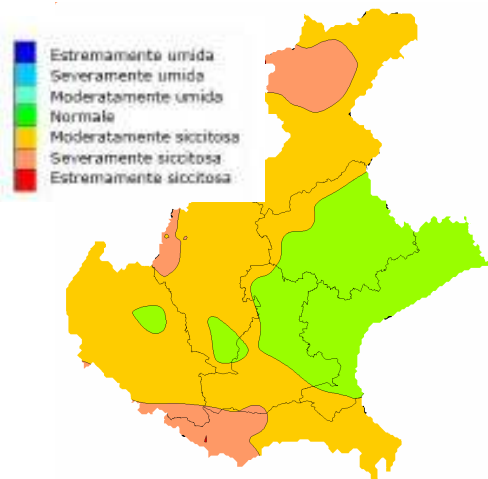 Estremamente umida
Severamente umida
Moderatamente umida
Normale
Moderatamente siccitosa
Severamente siccitosa
Estremamente siccitosa